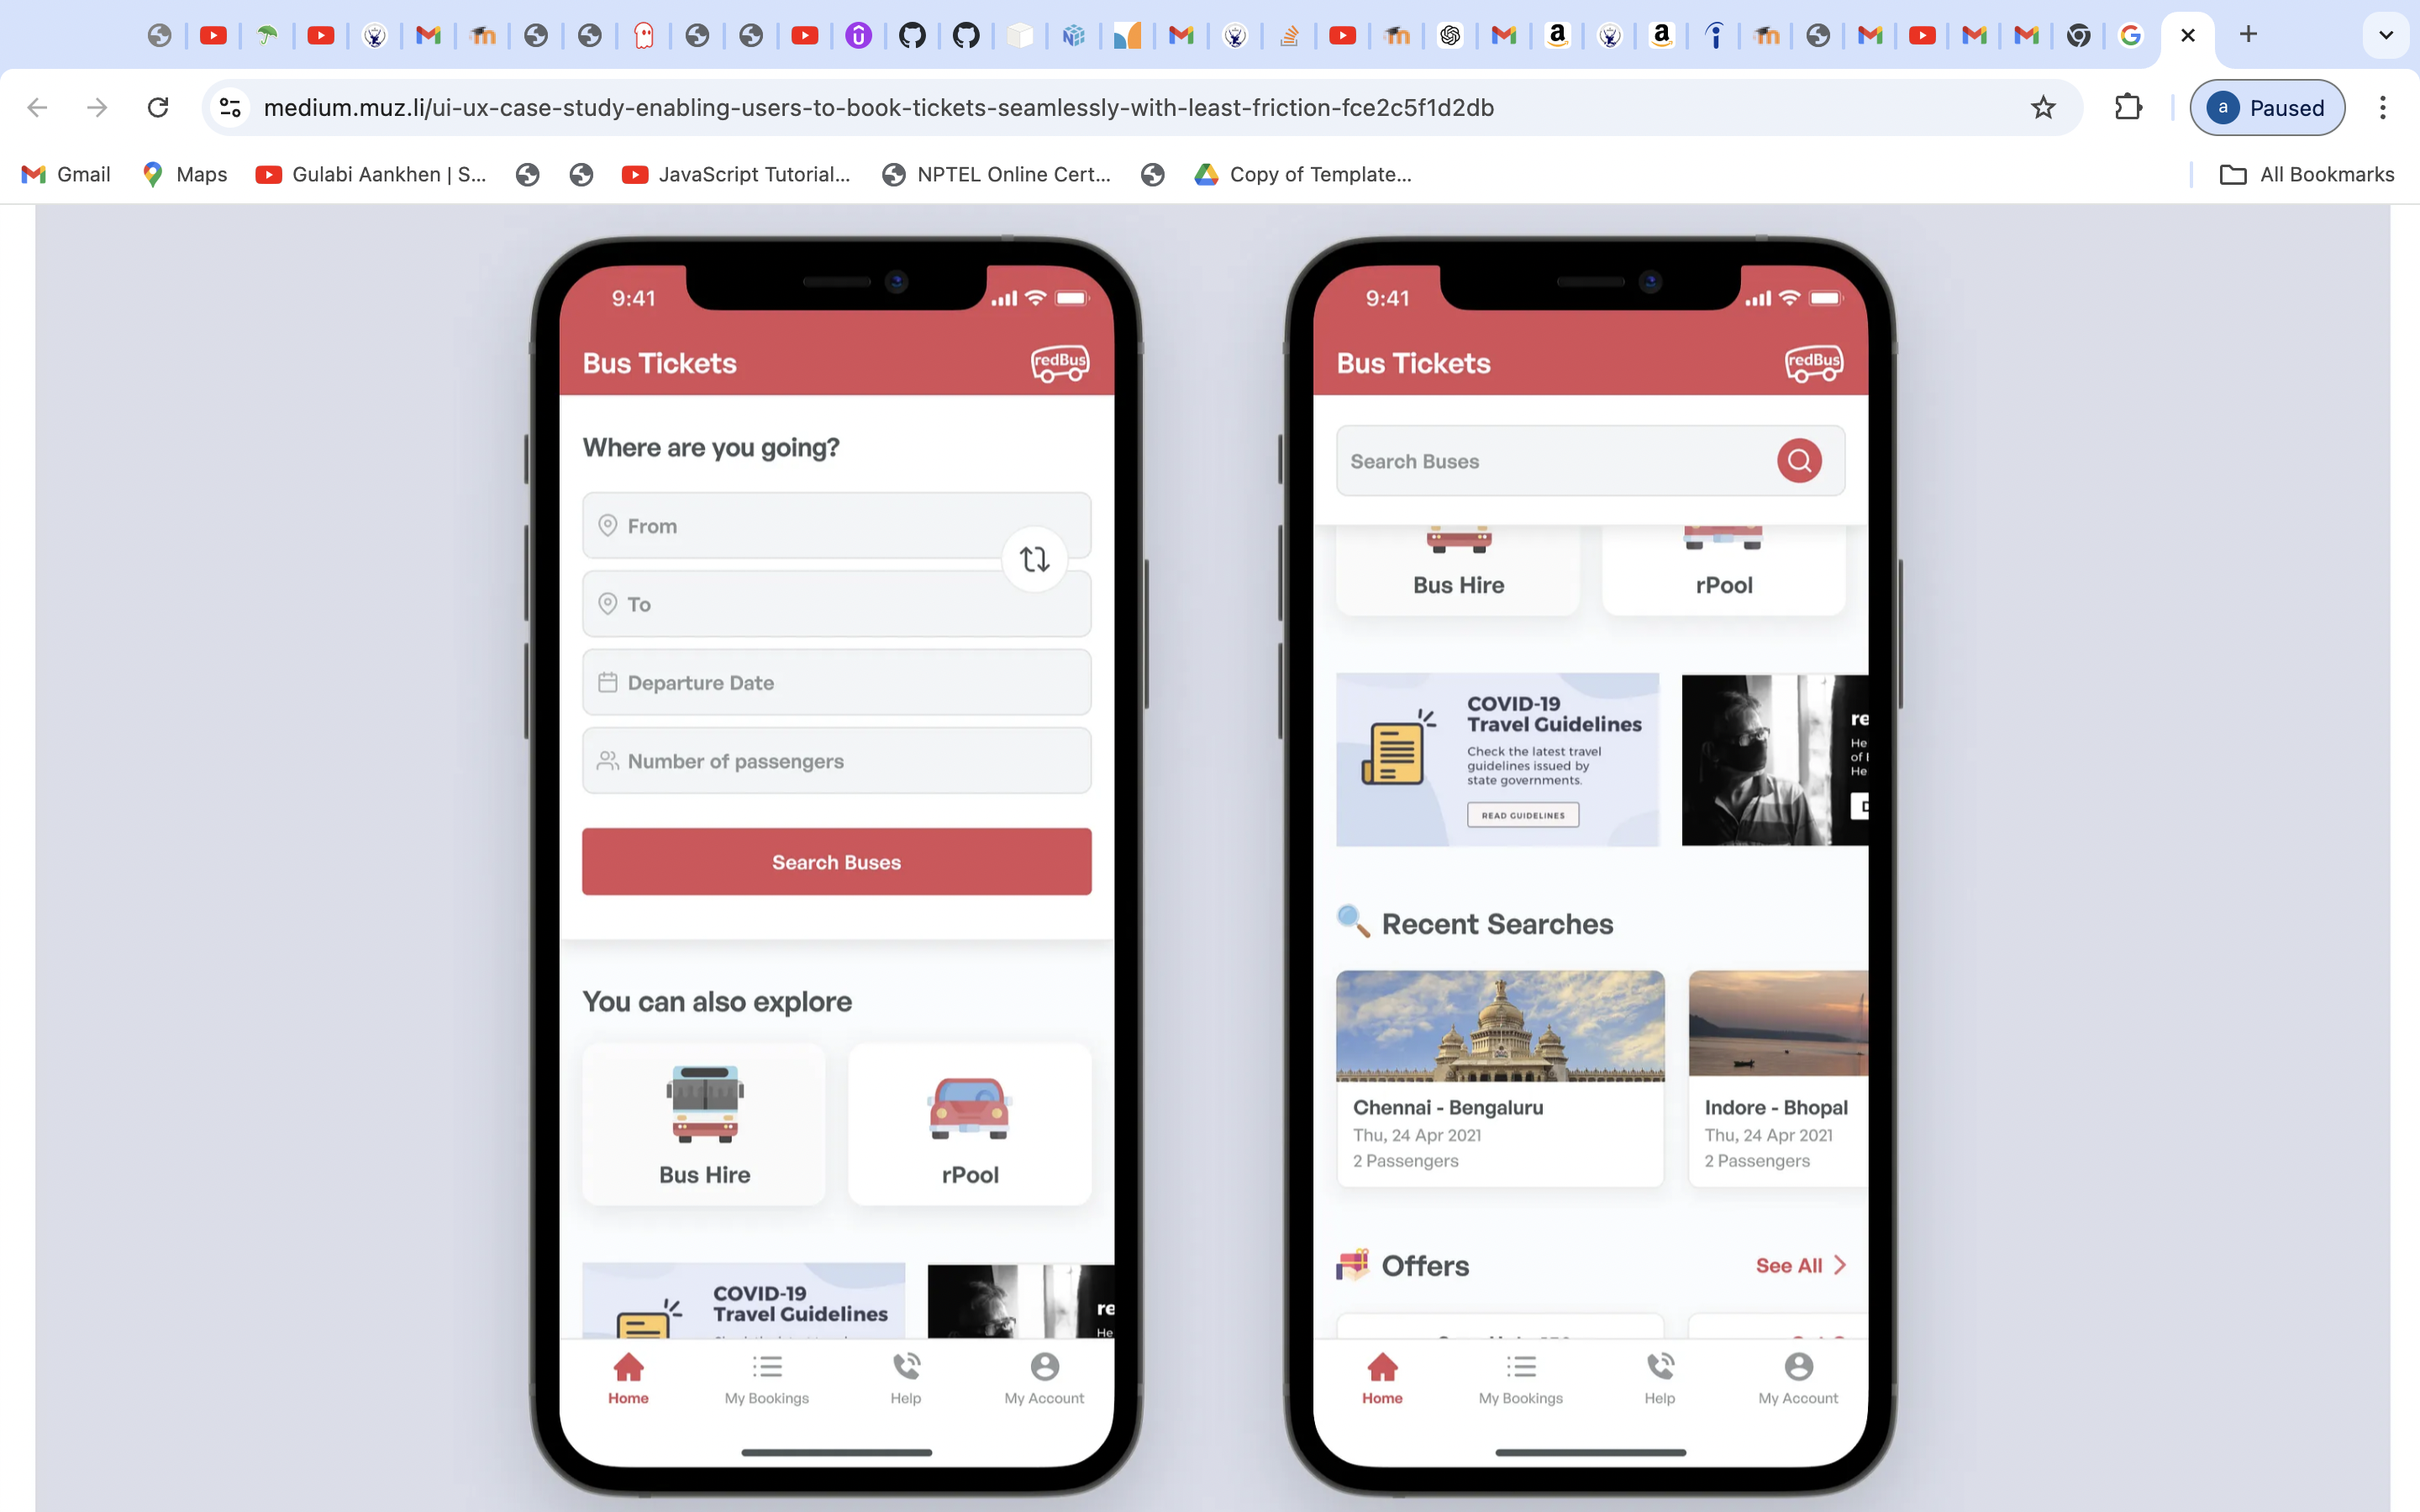 medium.muz.li/ui-ux-case-study-enabling-users-to-book-tickets-seamlessly-with-least-friction-fce2c5f1d2db
a Paused
Gmail
Maps
Gulabi Aankhen | S...
JavaScript Tutorial...
NPTEL Online Cert...
Copy of Template...
All Bookmarks
9:41
Bus Tickets
redBus
Where are you going?
From
To
Departure Date
Number of passengers
Search Buses
You can also explore
Bus Hire
rPool
COVID-19
Travel Guidelines
re
He
Home
My Bookings
Help
My Account
9:41
Bus Tickets
redBus
Search Buses
Bus Hire
rPool
COVID-19
Travel Guidelines
Check the latest travel
guidelines issued by
state governments.
READ GUIDELINES
re
He
of
He
Recent Searches
Chennai - Bengaluru
Thu, 24 Apr 2021
2 Passengers
Indore - Bhopal
Thu, 24 Apr 2021
2 Passengers
Offers
See All
Home
My Bookings
Help
My Account